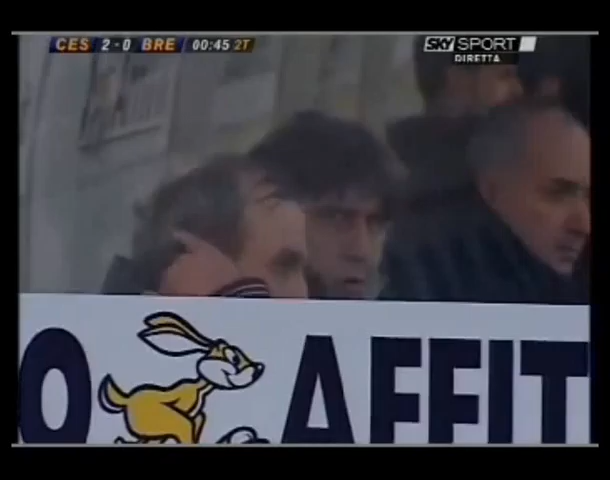 CES 2-0 BRE 00:45 2T
SKY SPORT
DIRETTA
O AFFIT